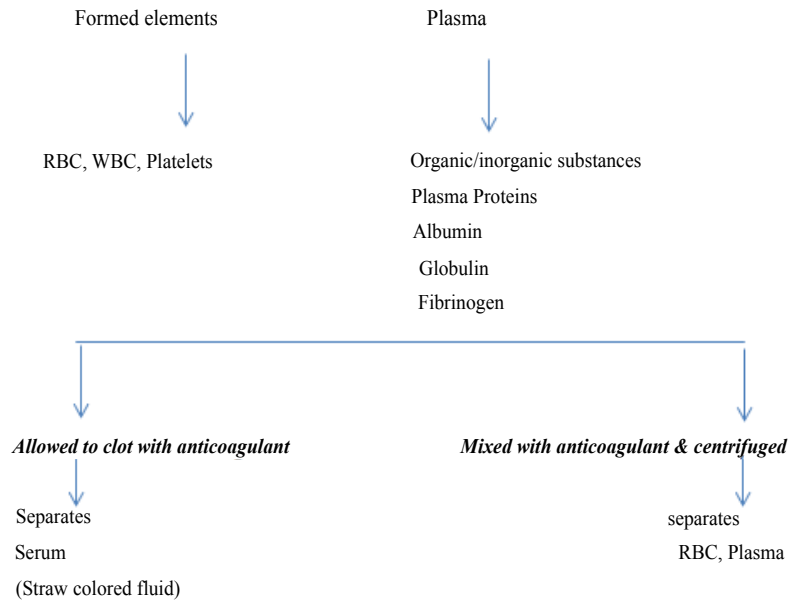 Formed elements Plasma
RBC, WBC, Platelets Organic/inorganic substances
Plasma Proteins
Albumin
Globulin
Fibrinogen
Allowed to clot with anticoagulant Mixed with anticoagulant & centrifuged
Separates separates
Serum RBC, Plasma
(Straw colored fluid)